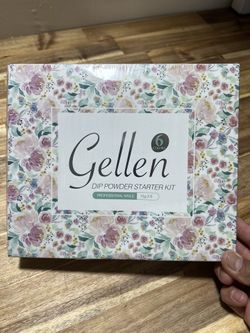 6
Gellen
DIP POWDER STARTER KIT
PROFESSIONAL NAILS